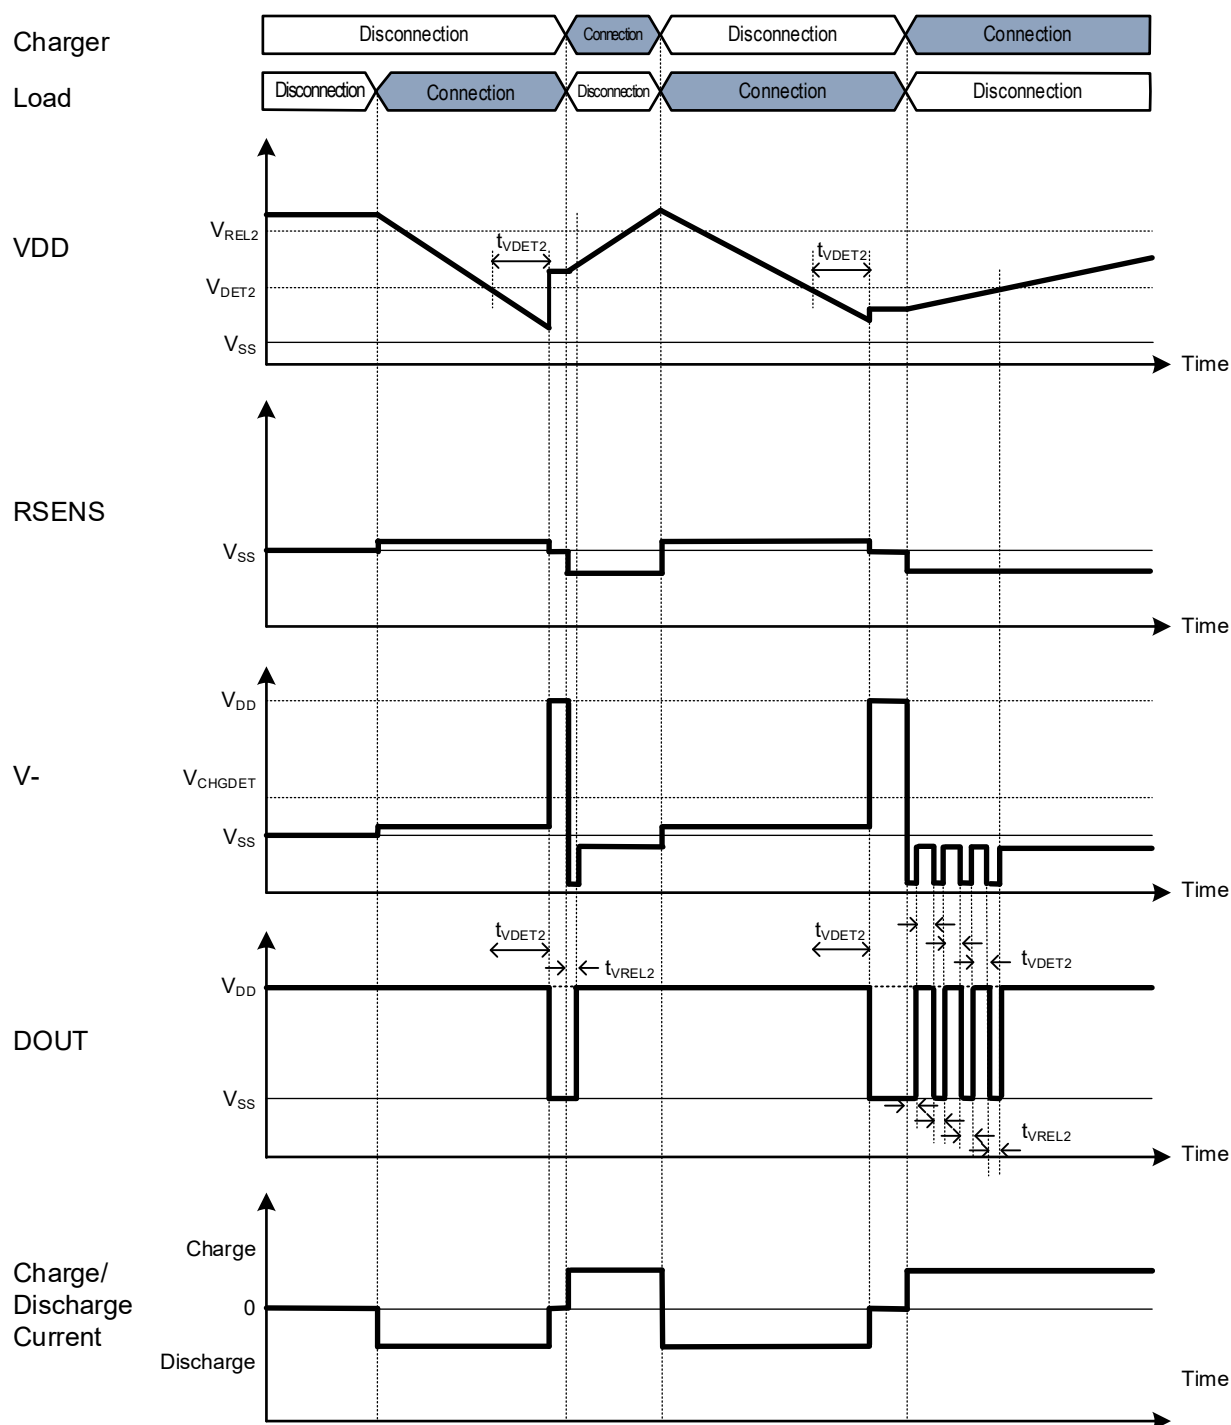 Charger
Disconnection
Connection
Disconnection
Connection
Load
Disconnection
Connection
Disconnection
Connection
Disconnection
VDD
VREL2
VDET2
VSS
tVDET2
tVDET2
Time
RSENS
VSS
Time
V-
VDD
VCHGDET
VSS
Time
DOUT
VDD
VSS
tVDET2
tVREL2
tVDET2
tVDET2
tVREL2
Time
Charge/
Discharge
Current
Charge
0
Discharge
Time